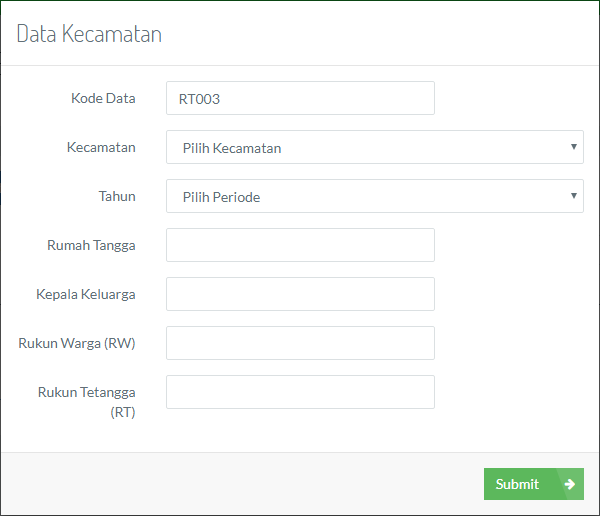 Data Kecamatan
Kode Data RT003
Kecamatan Pilih Kecamatan
Tahun Pilih Periode
Rumah Tangga
Kepala Keluarga
Rukun Warga (RW)
Rukun Tetangga
(RT)
Submit